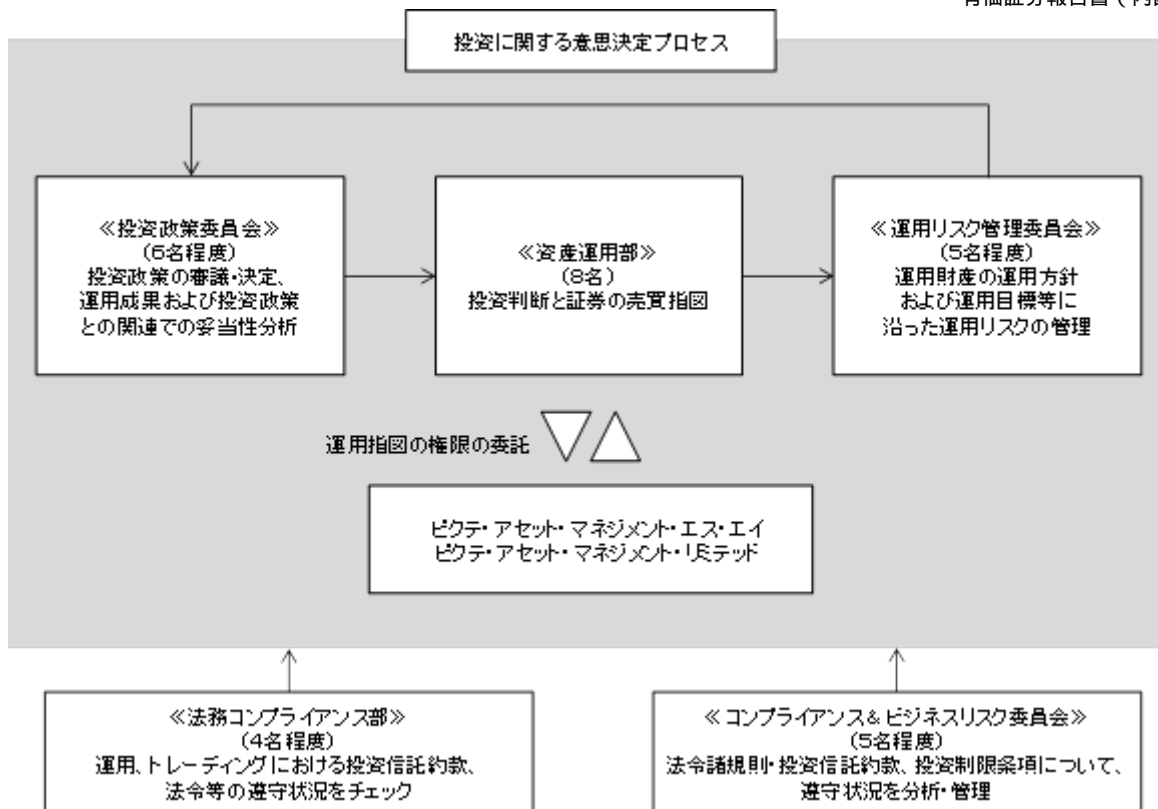 有価証券報告書（内国
投資に関する意思決定プロセス
≪投資政策委員会≫
(6名程度)
投資政策の審議・決定、
運用成果および投資政策
との関連での妥当性分析
≪資産運用部≫
(8名)
投資判断と証券の売買指図
≪運用リスク管理委員会≫
(5名程度)
運用財産の運用方針
および運用目標等に
沿った運用リスクの管理
運用指図の権限の委託
ピクテ・アセット・マネジメント・エス・エイ
ピクテ・アセット・マネジメント・リミテッド
≪法務コンプライアンス部≫
(4名程度)
運用、トレーディングにおける投資信託約款、
法令等の遵守状況をチェック
≪コンプライアンス&ビジネスリスク委員会≫
(5名程度)
法令諸規則・投資信託約款、投資制限条項について、
遵守状況を分析・管理